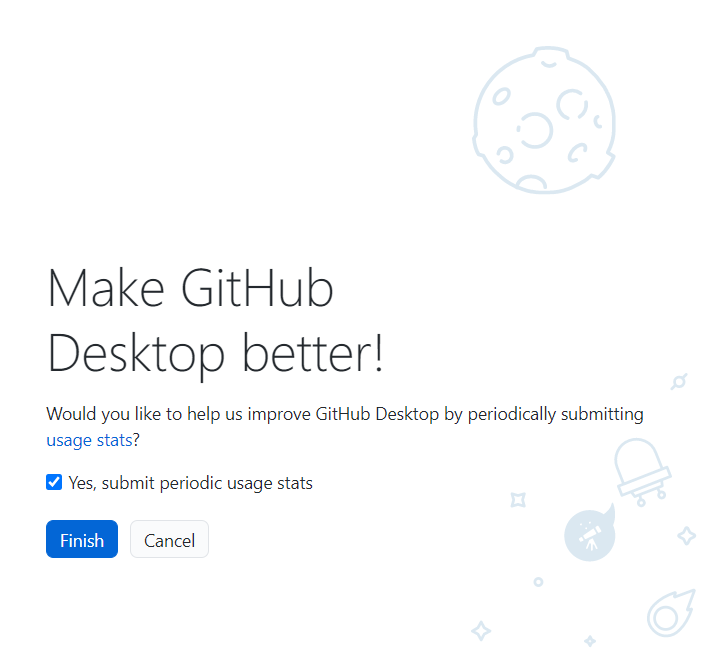 Make GitHub
Desktop better!
Would you like to help us improve GitHub Desktop by periodically submitting
usage stats?
Yes, submit periodic usage stats
Finish
Cancel